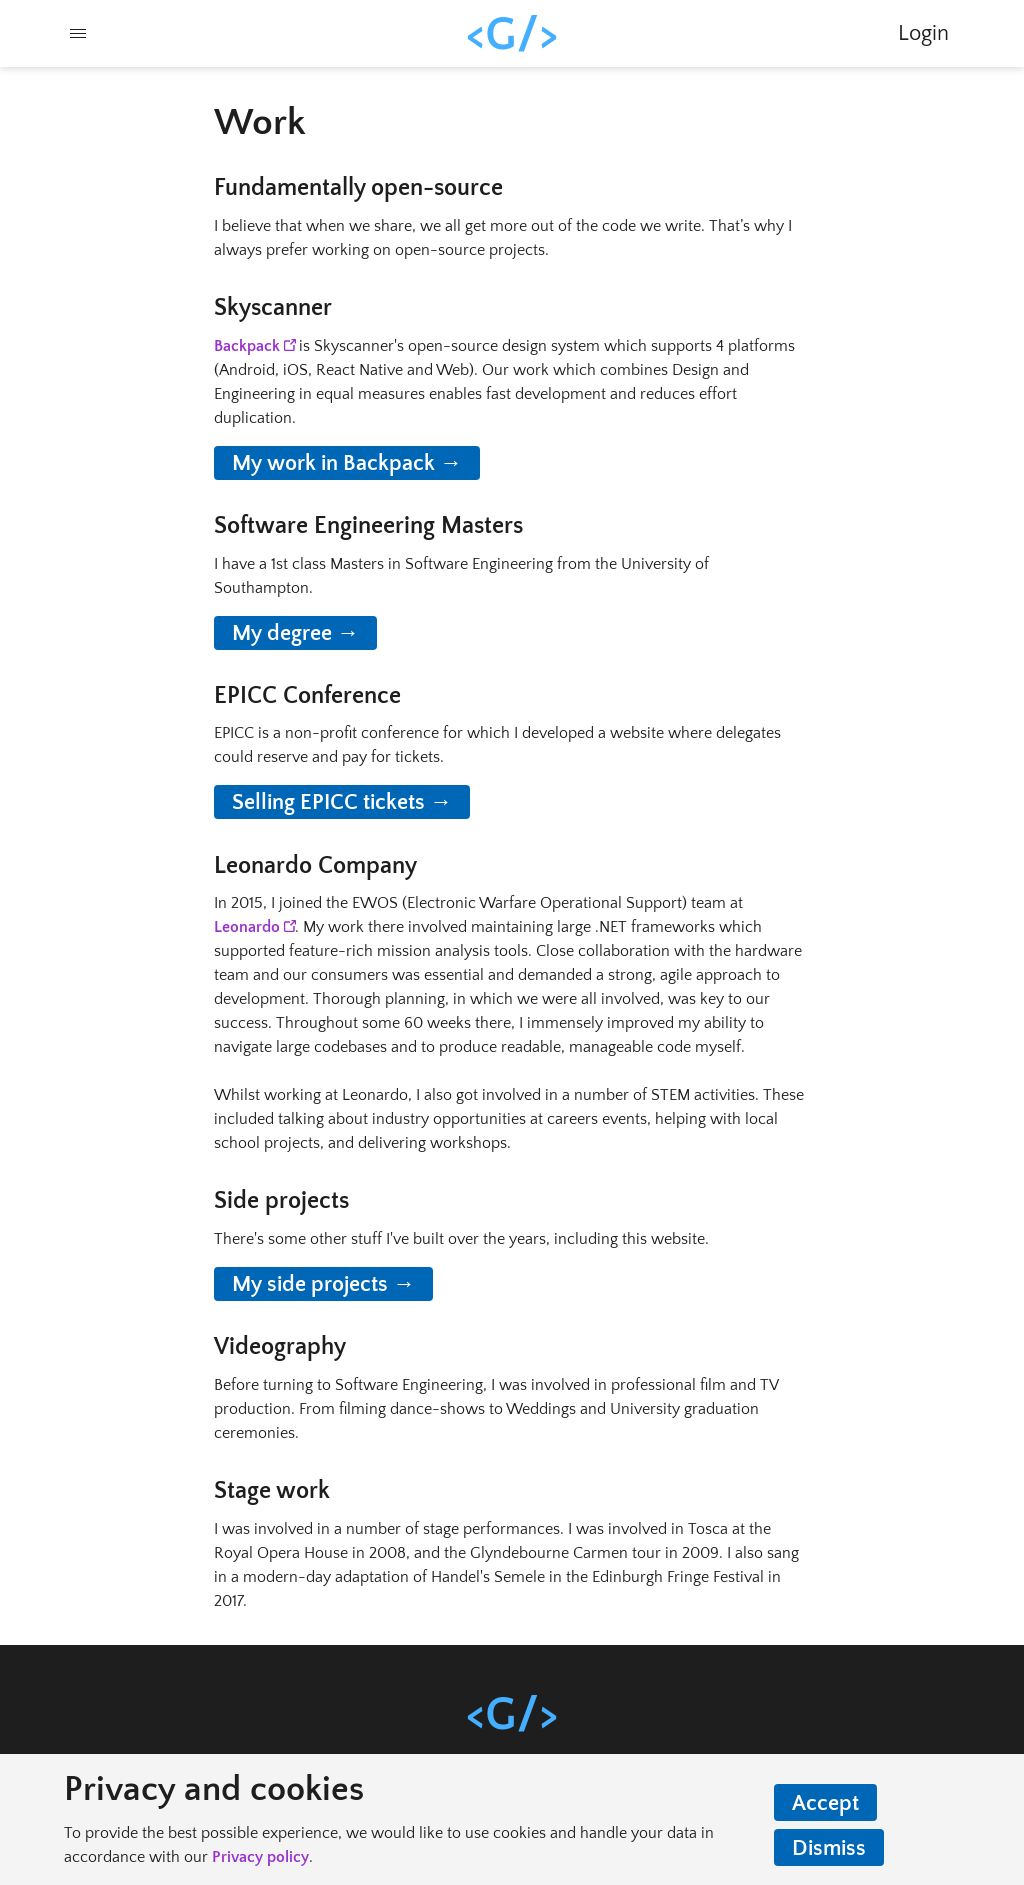 <G/>
Login
Work
Fundamentally open-source
I believe that when we share, we all get more out of the code we write. That's why I
always prefer working on open-source projects.
Skyscanner
Backpack is Skyscanner's open-source design system which supports 4 platforms
(Android, iOS, React Native and Web). Our work which combines Design and
Engineering in equal measures enables fast development and reduces effort
duplication.
My work in Backpack →
Software Engineering Masters
I have a 1st class Masters in Software Engineering from the University of
Southampton.
My degree →
EPICC Conference
EPICC is a non-profit conference for which I developed a website where delegates
could reserve and pay for tickets.
Selling EPICC tickets →
Leonardo Company
In 2015, I joined the EWOS (Electronic Warfare Operational Support) team at
Leonardo. My work there involved maintaining large .NET frameworks which
supported feature-rich mission analysis tools. Close collaboration with the hardware
team and our consumers was essential and demanded a strong, agile approach to
development. Thorough planning, in which we were all involved, was key to our
success. Throughout some 60 weeks there, I immensely improved my ability to
navigate large codebases and to produce readable, manageable code myself.
Whilst working at Leonardo, I also got involved in a number of STEM activities. These
included talking about industry opportunities at careers events, helping with local
school projects, and delivering workshops.
Side projects
There's some other stuff I've built over the years, including this website.
My side projects →
Videography
Before turning to Software Engineering, I was involved in professional film and TV
production. From filming dance-shows to Weddings and University graduation
ceremonies.
Stage work
I was involved in a number of stage performances. I was involved in Tosca at the
Royal Opera House in 2008, and the Glyndebourne Carmen tour in 2009. I also sang
in a modern-day adaptation of Handel's Semele in the Edinburgh Fringe Festival in
2017.
<G/>
Privacy and cookies
To provide the best possible experience, we would like to use cookies and handle your data in
accordance with our Privacy policy.
Accept
Dismiss